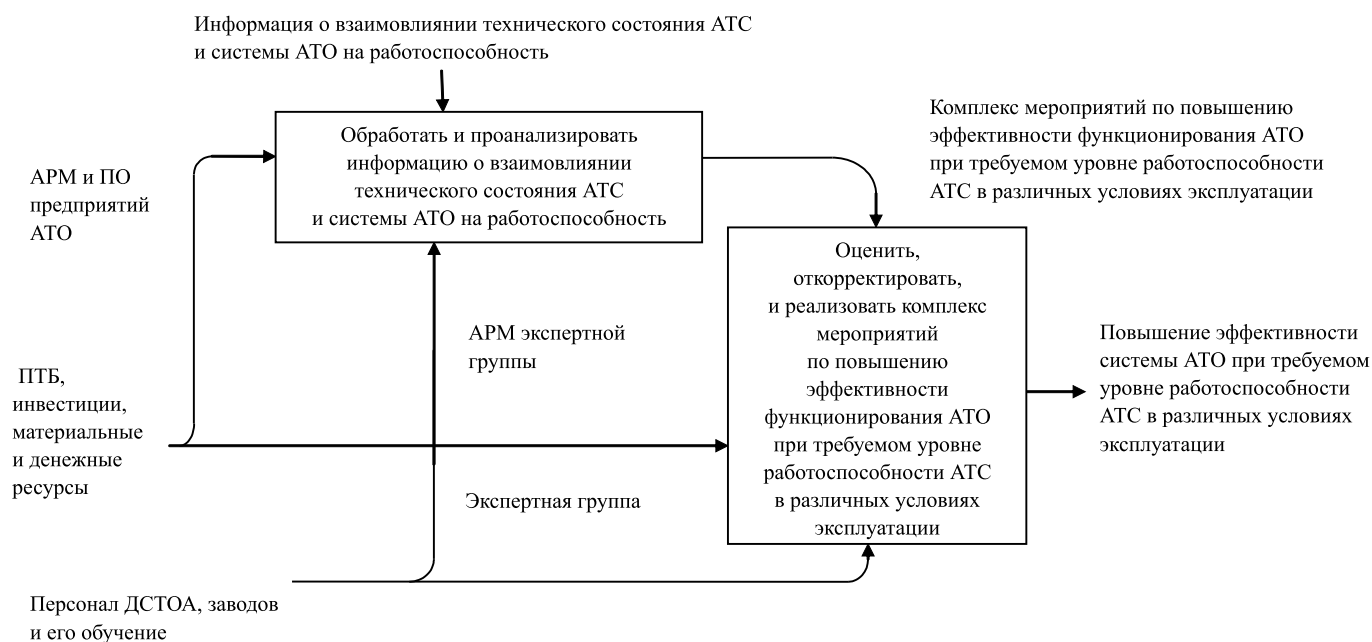 Информация о взаимовлиянии технического состояния АТС
и системы АТО на работоспособность
Обработать и проанализировать
информацию о взаимовлиянии
технического состояния АТС
и системы АТО на работоспособность
Комплекс мероприятий по повышению
эффективности функционирования АТО
при требуемом уровне работоспособности
АТС в различных условиях эксплуатации
АРМ и ПО
предприятий
АТО
Оценить,
откорректировать,
и реализовать комплекс
мероприятий
по повышению
эффективности
функционирования АТО
при требуемом уровне
работоспособности АТС
в различных условиях
эксплуатации
АРМ экспертной
группы
Повышение эффективности
системы АТО при требуемом
уровне работоспособности
АТС в различных условиях
эксплуатации
ПТБ,
инвестиции,
материальные
и денежные
ресурсы
Экспертная группа
Персонал ДСТОА, заводов
и его обучение